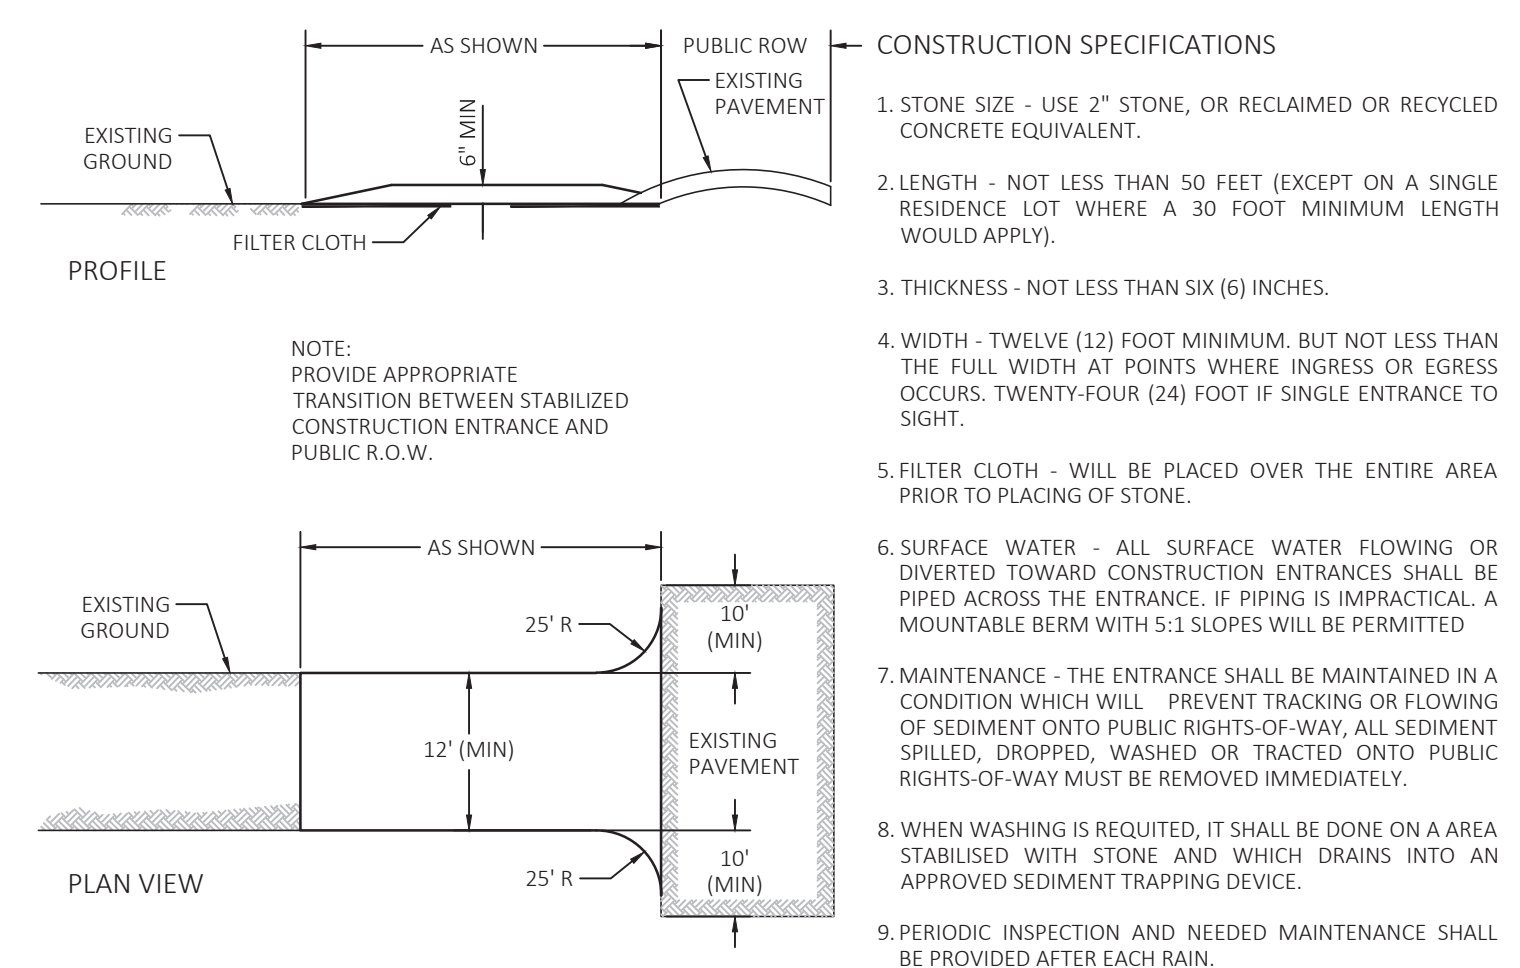 AS SHOWN
PUBLIC ROW
EXISTING
PAVEMENT
6" MIN
EXISTING
GROUND
FILTER CLOTH
PROFILE
NOTE:
PROVIDE APPROPRIATE
TRANSITION BETWEEN STABILIZED
CONSTRUCTION ENTRANCE AND
PUBLIC R.O.W.
AS SHOWN
EXISTING
GROUND
25' R
10'
(MIN)
12' (MIN)
EXISTING
PAVEMENT
25' R
10'
(MIN)
PLAN VIEW
CONSTRUCTION SPECIFICATIONS
1. STONE SIZE - USE 2" STONE, OR RECLAIMED OR RECYCLED
CONCRETE EQUIVALENT.
2. LENGTH - NOT LESS THAN 50 FEET (EXCEPT ON A SINGLE
RESIDENCE LOT WHERE A 30 FOOT MINIMUM LENGTH
WOULD APPLY).
3. THICKNESS - NOT LESS THAN SIX (6) INCHES.
4. WIDTH - TWELVE (12) FOOT MINIMUM. BUT NOT LESS THAN
THE FULL WIDTH AT POINTS WHERE INGRESS OR EGRESS
OCCURS. TWENTY-FOUR (24) FOOT IF SINGLE ENTRANCE TO
SIGHT.
5. FILTER CLOTH - WILL BE PLACED OVER THE ENTIRE AREA
PRIOR TO PLACING OF STONE.
6. SURFACE WATER - ALL SURFACE WATER FLOWING OR
DIVERTED TOWARD CONSTRUCTION ENTRANCES SHALL BE
PIPED ACROSS THE ENTRANCE. IF PIPING IS IMPRACTICAL. A
MOUNTABLE BERM WITH 5:1 SLOPES WILL BE PERMITTED
7. MAINTENANCE - THE ENTRANCE SHALL BE MAINTAINED IN A
CONDITION WHICH WILL PREVENT TRACKING OR FLOWING
OF SEDIMENT ONTO PUBLIC RIGHTS-OF-WAY, ALL SEDIMENT
SPILLED, DROPPED, WASHED OR TRACTED ONTO PUBLIC
RIGHTS-OF-WAY MUST BE REMOVED IMMEDIATELY.
8. WHEN WASHING IS REQUITED, IT SHALL BE DONE ON A AREA
STABILISED WITH STONE AND WHICH DRAINS INTO AN
APPROVED SEDIMENT TRAPPING DEVICE.
9. PERIODIC INSPECTION AND NEEDED MAINTENANCE SHALL
BE PROVIDED AFTER EACH RAIN.